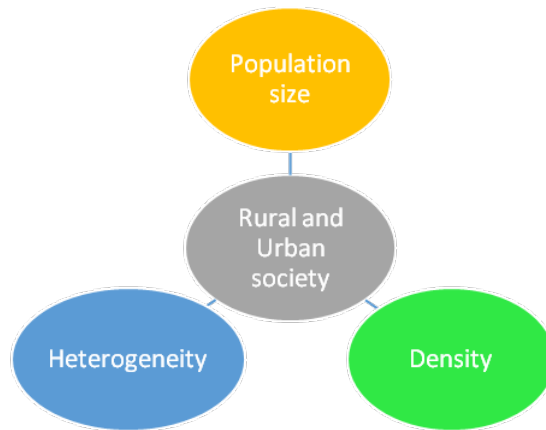 Population
size
Rural and
Urban
society
Heterogeneity
Density